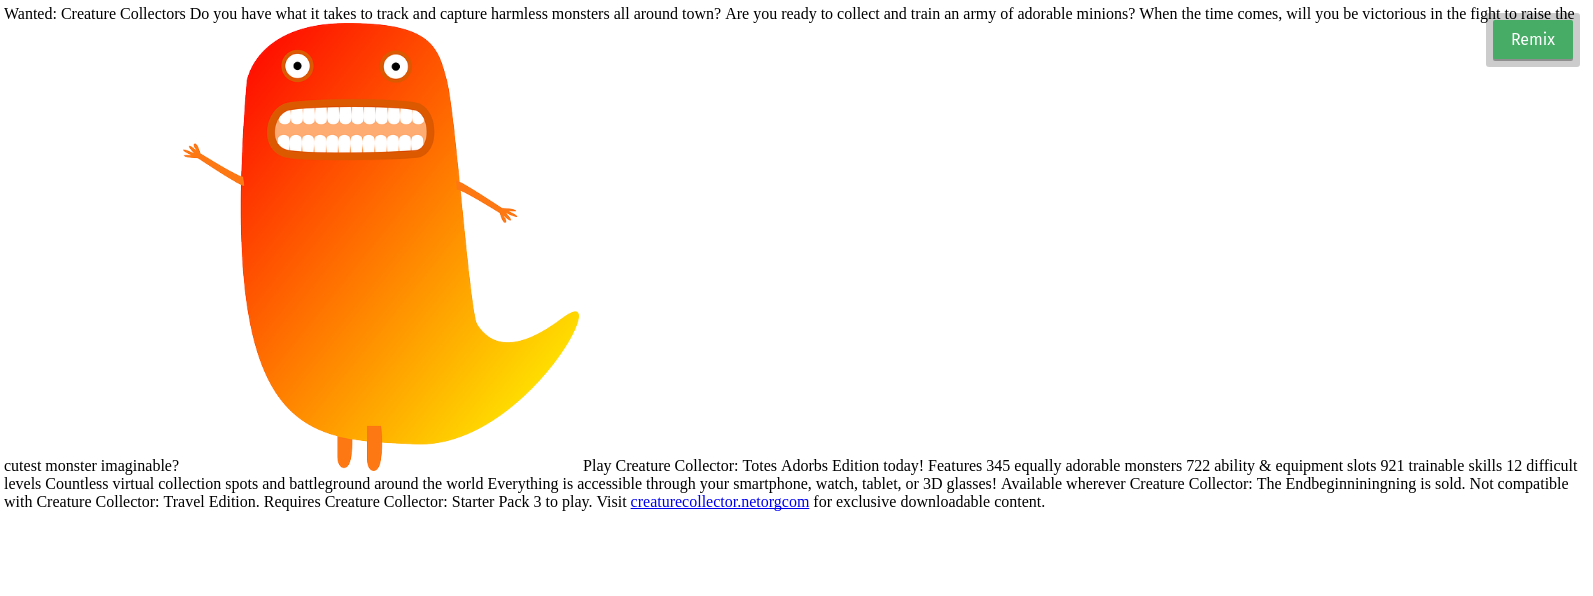 Wanted: Creature Collectors Do you have what it takes to track and capture harmless monsters all around town? Are you ready to collect and train an army of adorable minions? When the time comes, will you be victorious in the fight to raise the
Remix
cutest monster imaginable? Play Creature Collector: Totes Adorbs Edition today! Features 345 equally adorable monsters 722 ability & equipment slots 921 trainable skills 12 difficult
levels Countless virtual collection spots and battleground around the world Everything is accessible through your smartphone, watch, tablet, or 3D glasses! Available wherever Creature Collector: The Endbeginniningning is sold. Not compatible
with Creature Collector: Travel Edition. Requires Creature Collector: Starter Pack 3 to play. Visit creaturecollector.netorgcom for exclusive downloadable content.